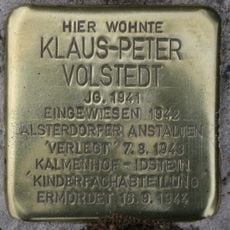 HIER WOHNTE
KLAUS-PETER
VOLSTEDT
JG. 1941
EINGEWIESEN 1942
ALSTERDORFER ANSTALTEN
'VERLEGT' 7.8.1943
KALMENHOF-IDSTEIN
'KINDERFACHABTEILUNG'
ERMORDET 16.9.1944